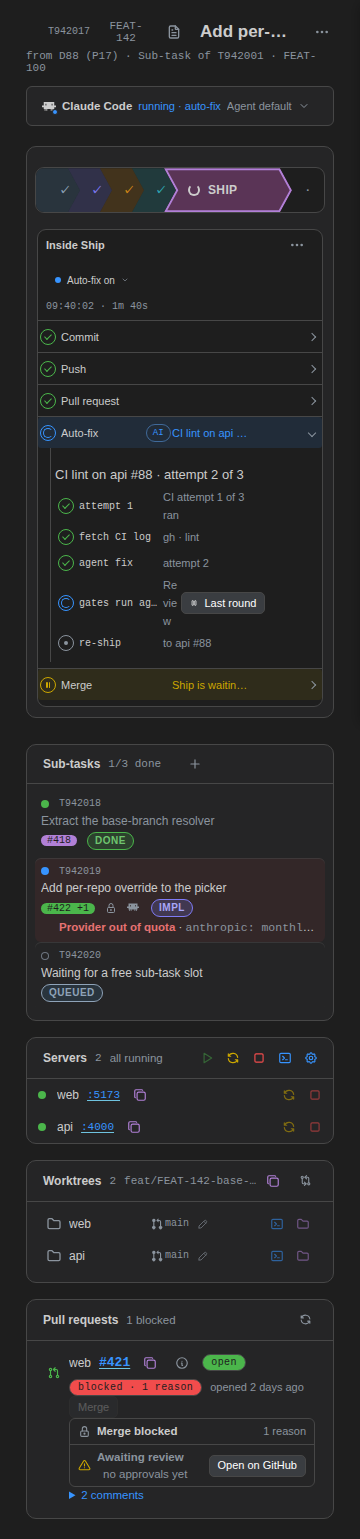 T942017 FEAT-142 Add per-…
from D88 (P17) · Sub-task of T942001 · FEAT-
100
Claude Code running · auto-fix Agent default
SHIP
Inside Ship
Auto-fix on
09:40:02 · 1m 40s
Commit
Push
Pull request
Auto-fix AI CI lint on api …
CI lint on api #88 · attempt 2 of 3
attempt 1 CI attempt 1 of 3 ran
fetch CI log gh · lint
agent fix attempt 2
gates run ag… Review Last round
re-ship to api #88
Merge Ship is waitin…
Sub-tasks 1/3 done
T942018
Extract the base-branch resolver
#418 DONE
T942019
Add per-repo override to the picker
#422 +1 IMPL
Provider out of quota · anthropic: monthl…
T942020
Waiting for a free sub-task slot
QUEUED
Servers 2 all running
web :5173
api :4000
Worktrees 2 feat/FEAT-142-base-…
web main
api main
Pull requests 1 blocked
web #421 open
blocked · 1 reason opened 2 days ago
Merge
Merge blocked 1 reason
Awaiting review
no approvals yet
Open on GitHub
2 comments